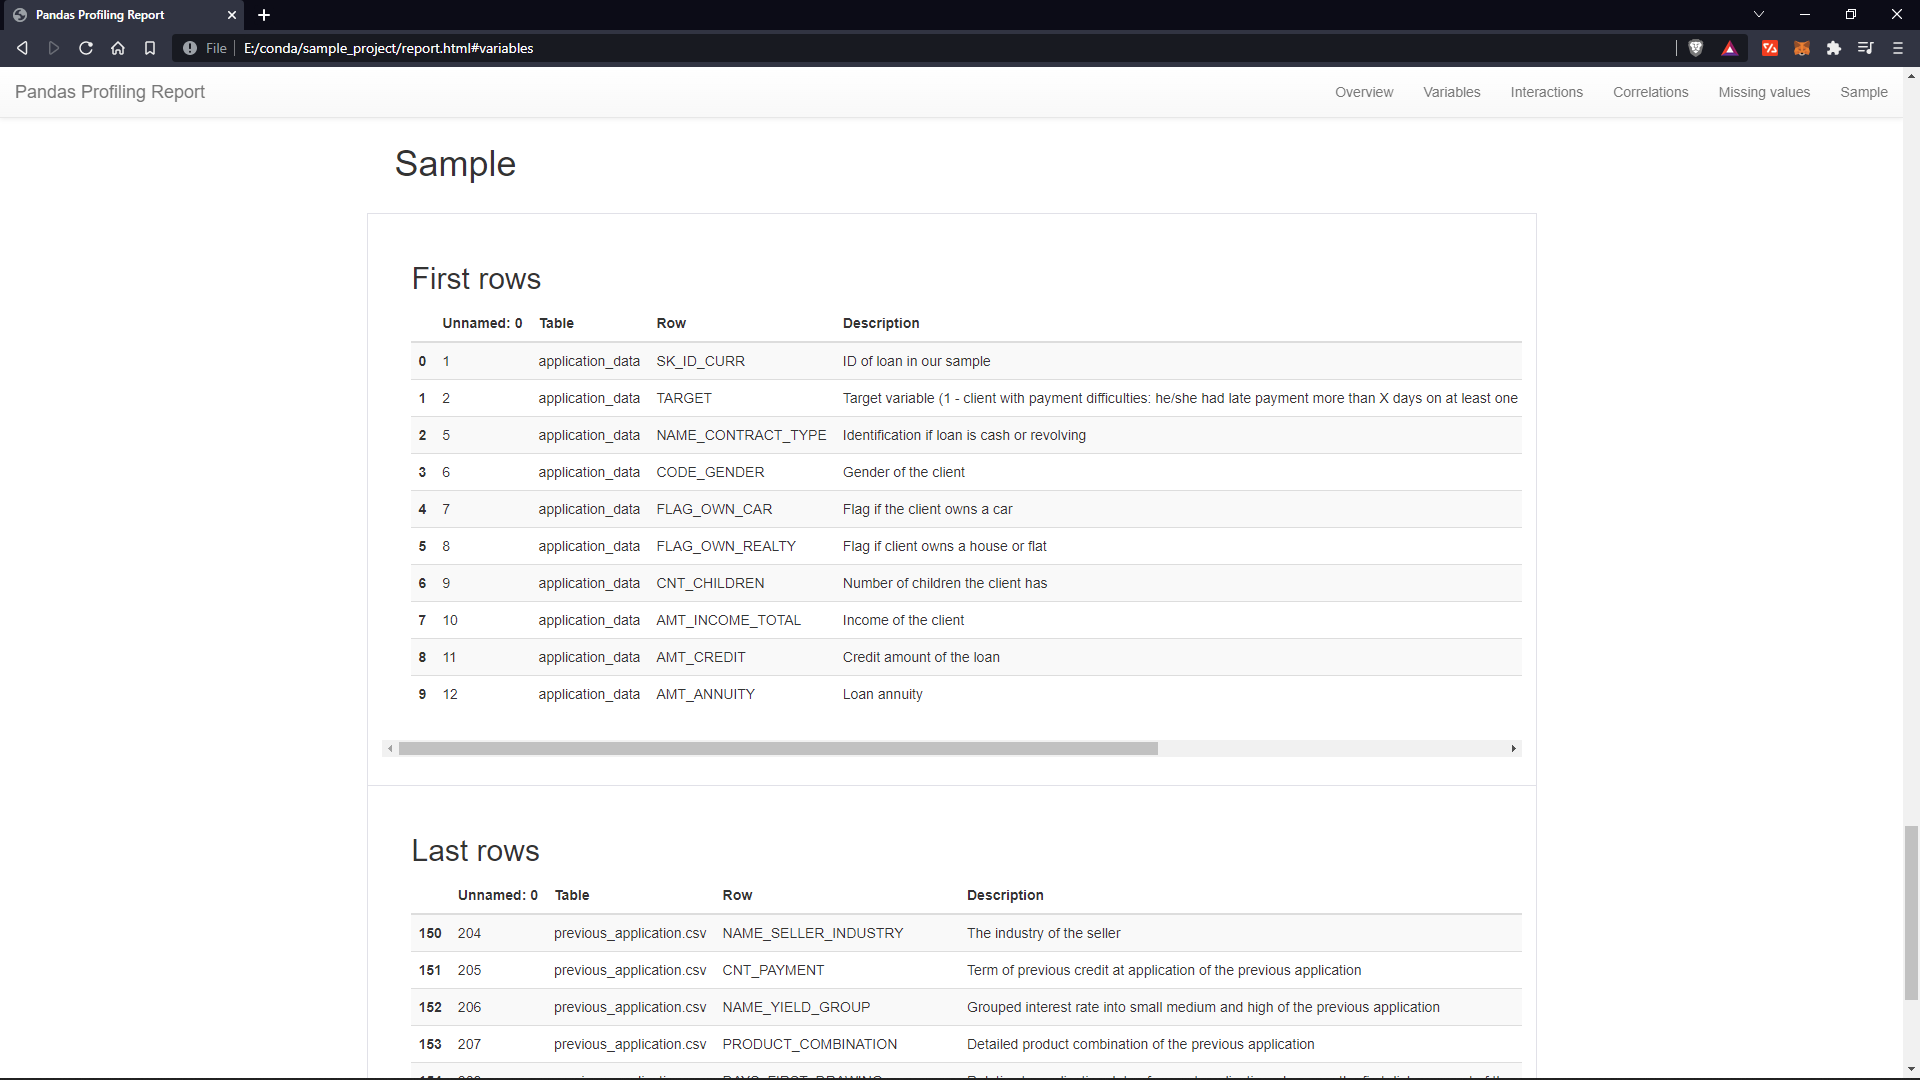 Pandas Profiling Report
File E:/conda/sample_project/report.html#variables
Pandas Profiling Report Overview Variables Interactions Correlations Missing values Sample
Sample
First rows
Unnamed: 0 Table Row Description
0 1 application_data SK_ID_CURR ID of loan in our sample
1 2 application_data TARGET Target variable (1 - client with payment difficulties: he/she had late payment more than X days on at least one
2 5 application_data NAME_CONTRACT_TYPE Identification if loan is cash or revolving
3 6 application_data CODE_GENDER Gender of the client
4 7 application_data FLAG_OWN_CAR Flag if the client owns a car
5 8 application_data FLAG_OWN_REALTY Flag if client owns a house or flat
6 9 application_data CNT_CHILDREN Number of children the client has
7 10 application_data AMT_INCOME_TOTAL Income of the client
8 11 application_data AMT_CREDIT Credit amount of the loan
9 12 application_data AMT_ANNUITY Loan annuity
Last rows
Unnamed: 0 Table Row Description
150 204 previous_application.csv NAME_SELLER_INDUSTRY The industry of the seller
151 205 previous_application.csv CNT_PAYMENT Term of previous credit at application of the previous application
152 206 previous_application.csv NAME_YIELD_GROUP Grouped interest rate into small medium and high of the previous application
153 207 previous_application.csv PRODUCT_COMBINATION Detailed product combination of the previous application